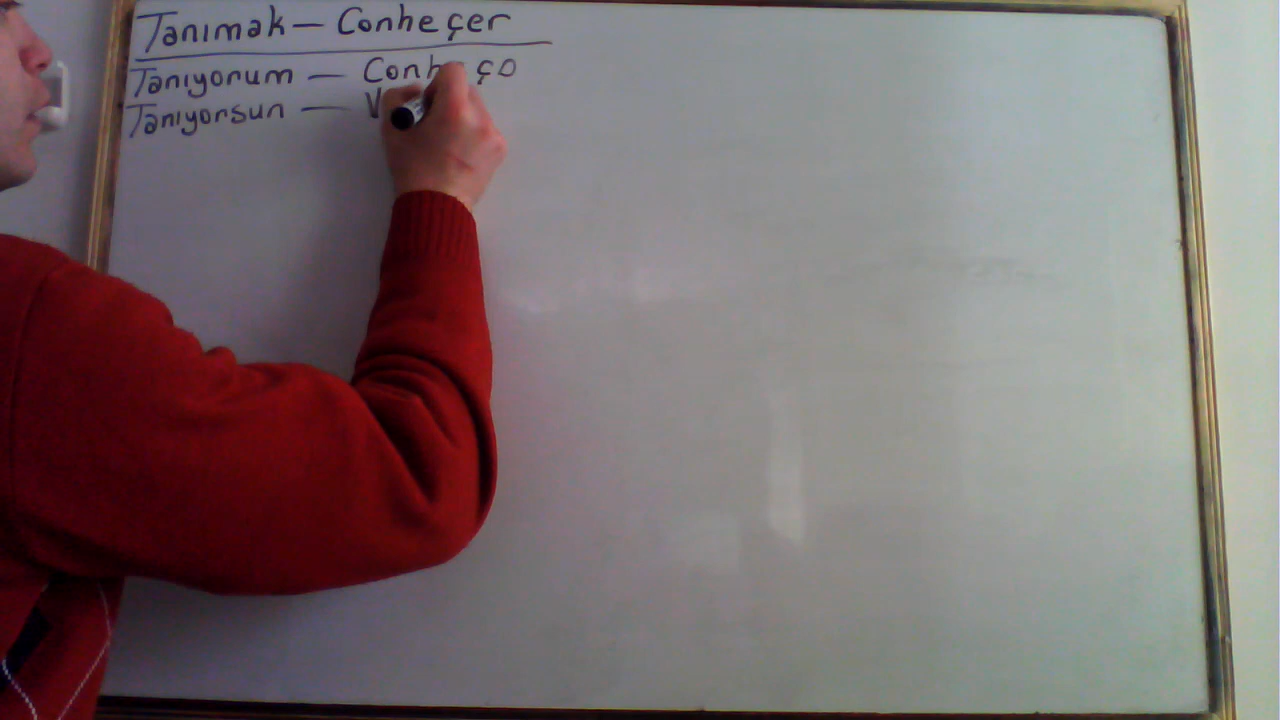 Tanımak — Conheçer
Tanıyorum — Conheço
Tanıyorsun — V